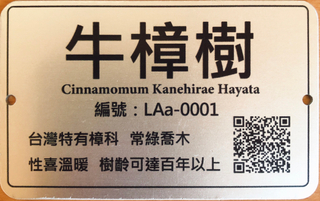 牛樟樹
Cinnamomum Kanehirae Hayata
編號：LAa-0001
台灣特有樟科 常綠喬木
性喜溫暖 樹齡可達百年以上